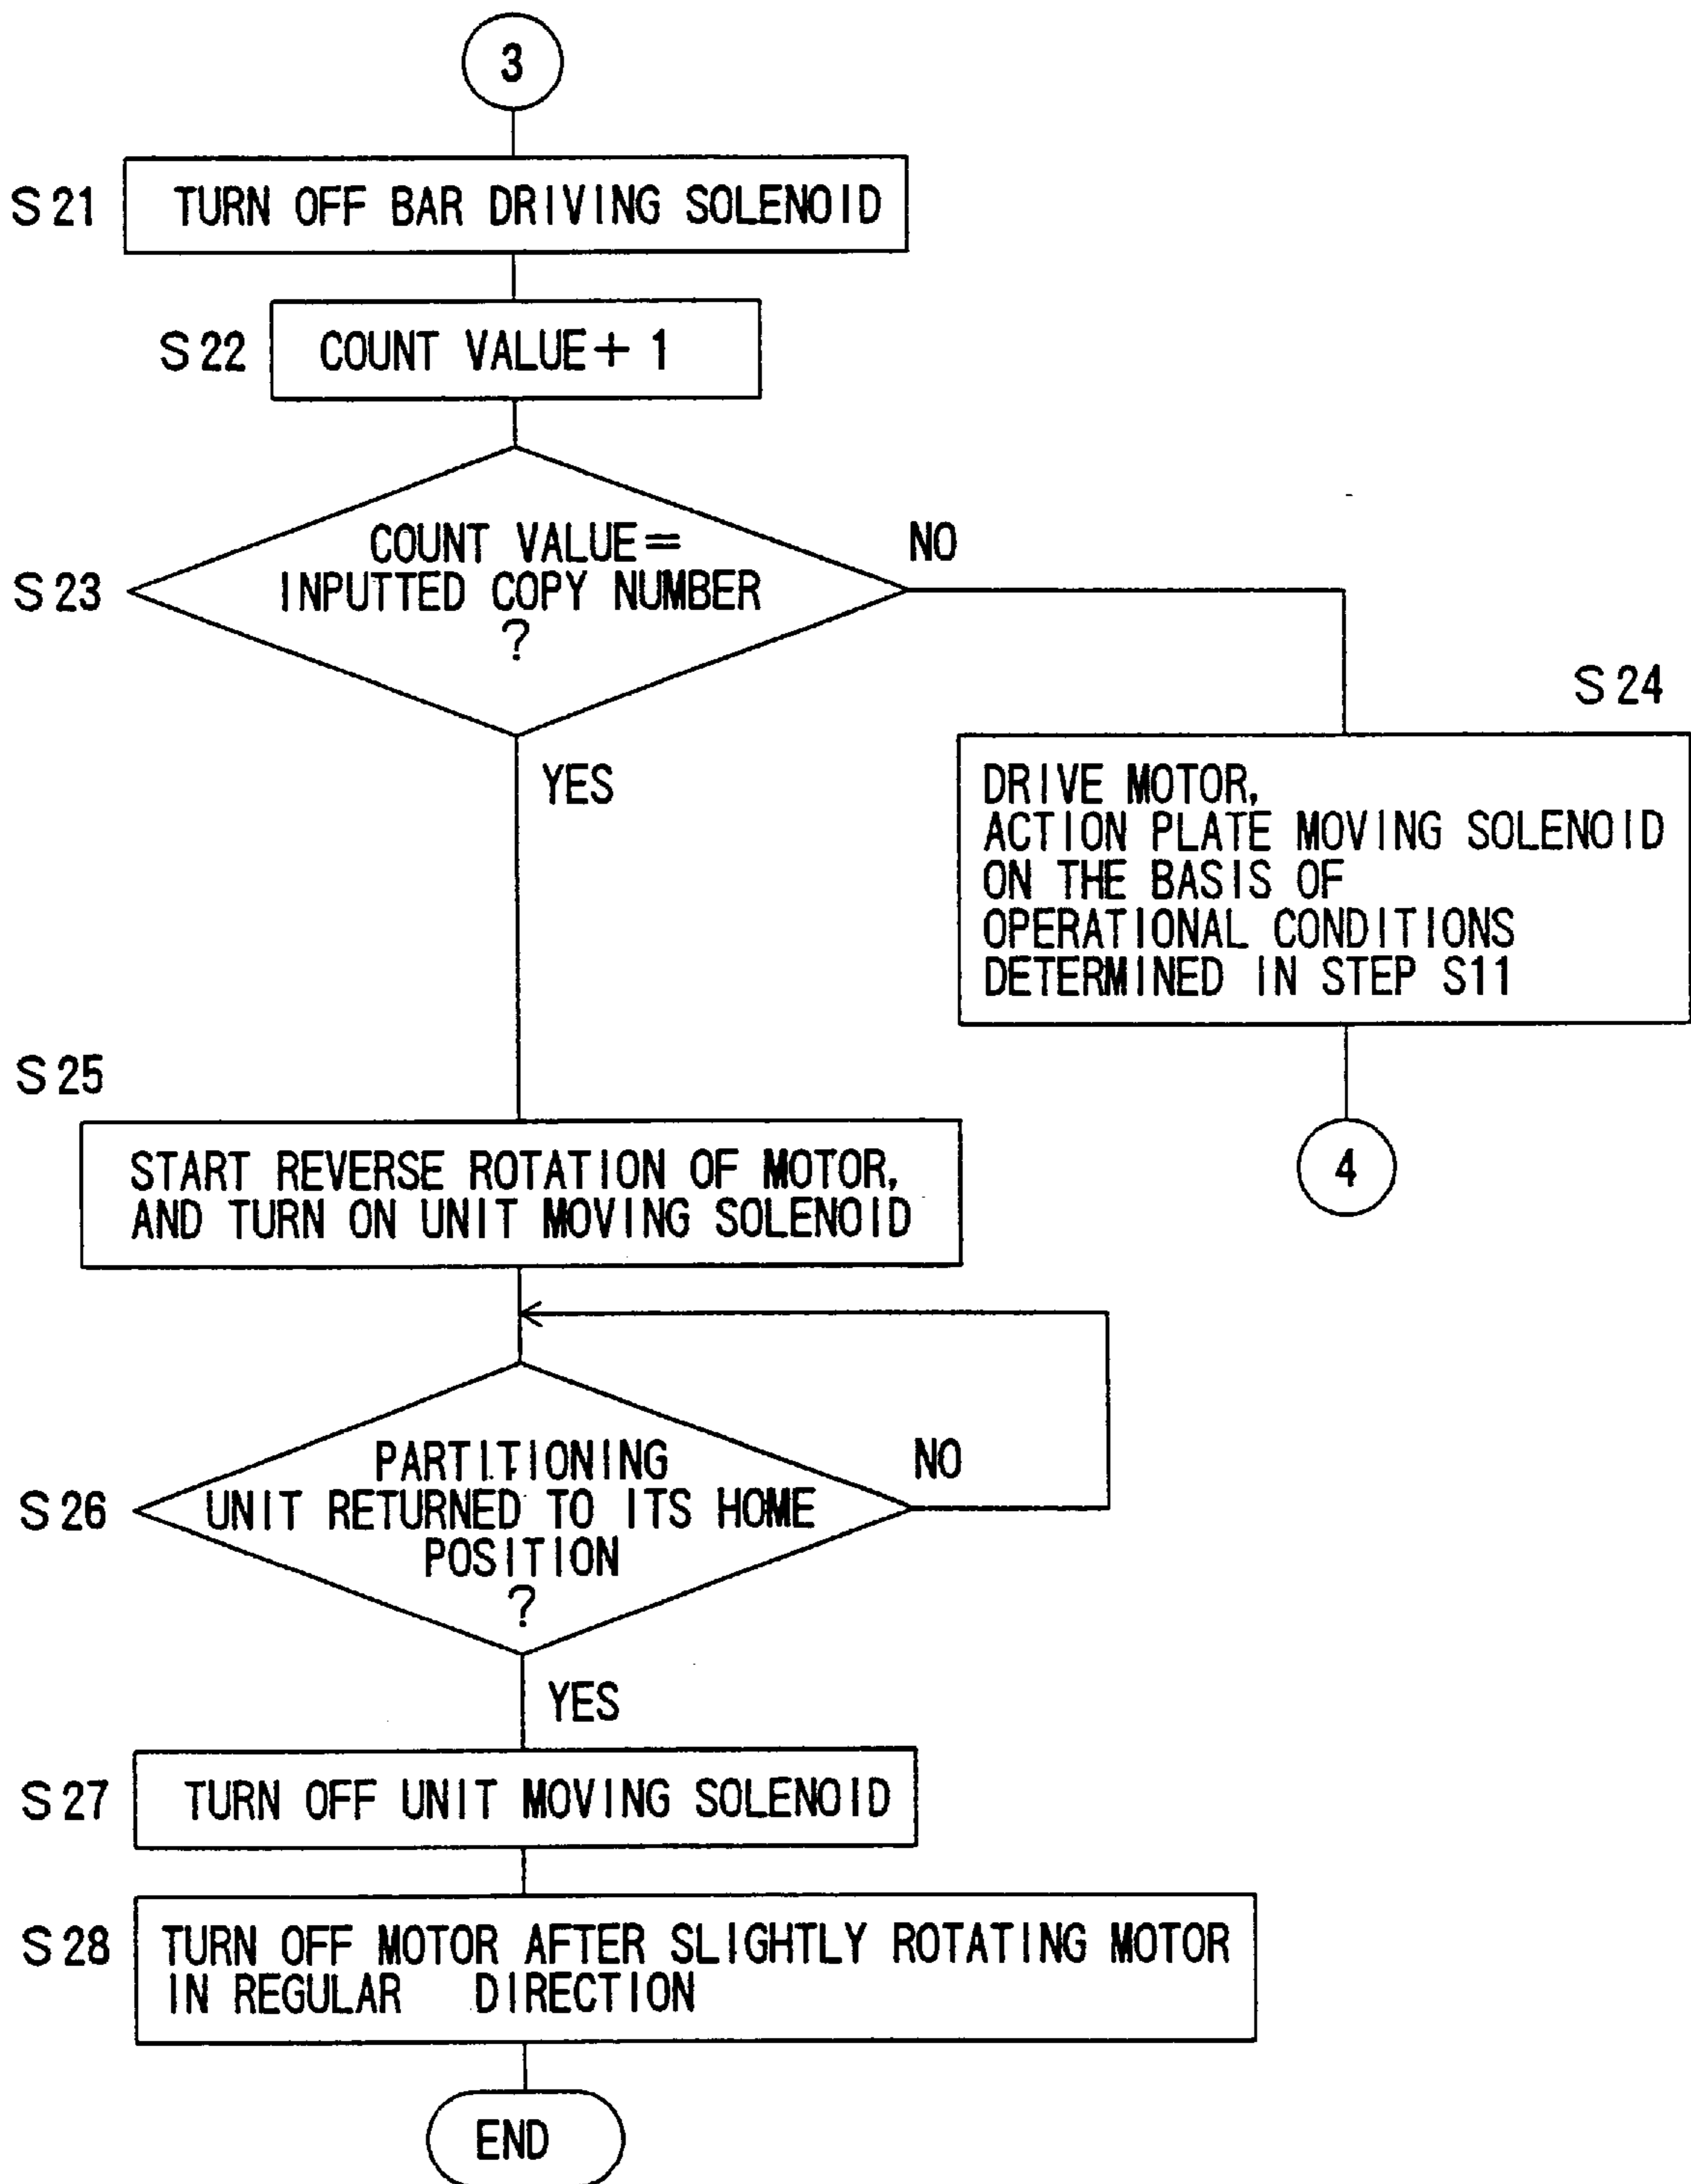 3
S21 TURN OFF BAR DRIVING SOLENOID
S22 COUNT VALUE+ 1
COUNT VALUE=
S23 INPUTTED COPY NUMBER
?
NO
YES
S24
DRIVE MOTOR,
ACTION PLATE MOVING SOLENOID
ON THE BASIS OF
OPERATIONAL CONDITIONS
DETERMINED IN STEP S11
4
S25
START REVERSE ROTATION OF MOTOR,
AND TURN ON UNIT MOVING SOLENOID
PARTITIONING
S26 UNIT RETURNED TO ITS HOME
POSITION
?
NO
YES
S27 TURN OFF UNIT MOVING SOLENOID
S28 TURN OFF MOTOR AFTER SLIGHTLY ROTATING MOTOR
IN REGULAR DIRECTION
END